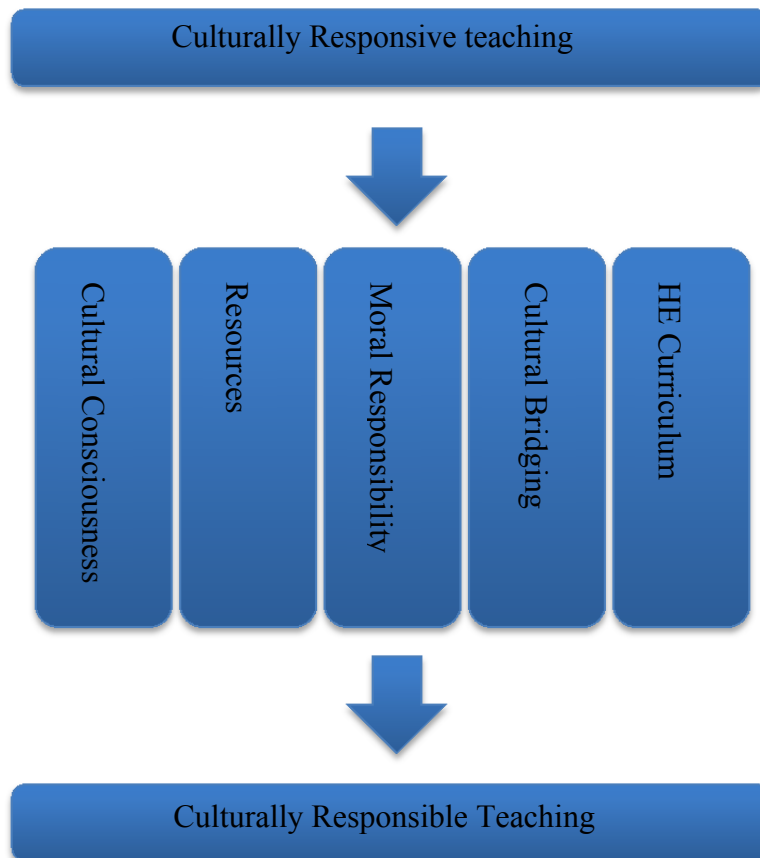 Culturally Responsive teaching
Cultural Consciousness
Resources
Moral Responsibility
Cultural Bridging
HE Curriculum
Culturally Responsible Teaching